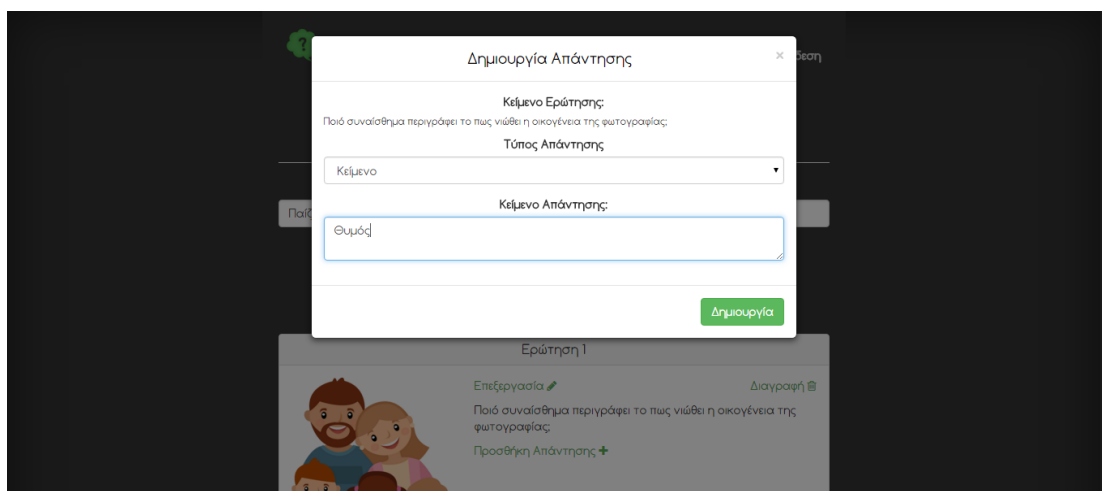 ?
Δημιουργία Απάντησης ×
δεση
Κείμενο Ερώτησης:
Ποιό συναίσθημα περιγράφει το πως νιώθει η οικογένεια της φωτογραφίας;
Τύπος Απάντησης
Κείμενο
Κείμενο Απάντησης:
Παίζ
Θυμός
Δημιουργία
Ερώτηση 1
Επεξεργασία Διαγραφή
Ποιό συναίσθημα περιγράφει το πως νιώθει η οικογένεια της
φωτογραφίας;
Προσθήκη Απάντησης +